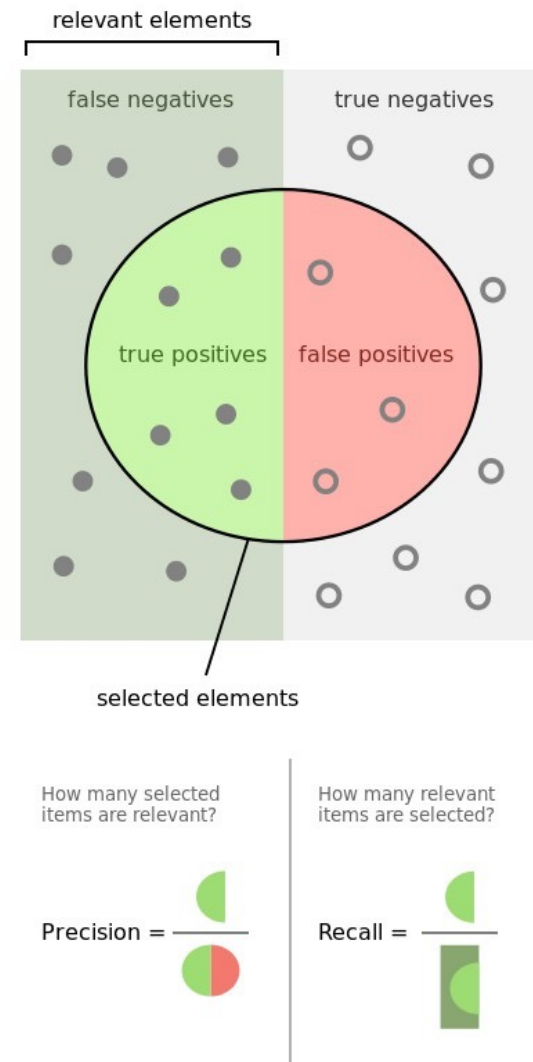 relevant elements
false negatives
true negatives
true positives
false positives
selected elements
How many selected
items are relevant?
How many relevant
items are selected?
Precision =
Recall =